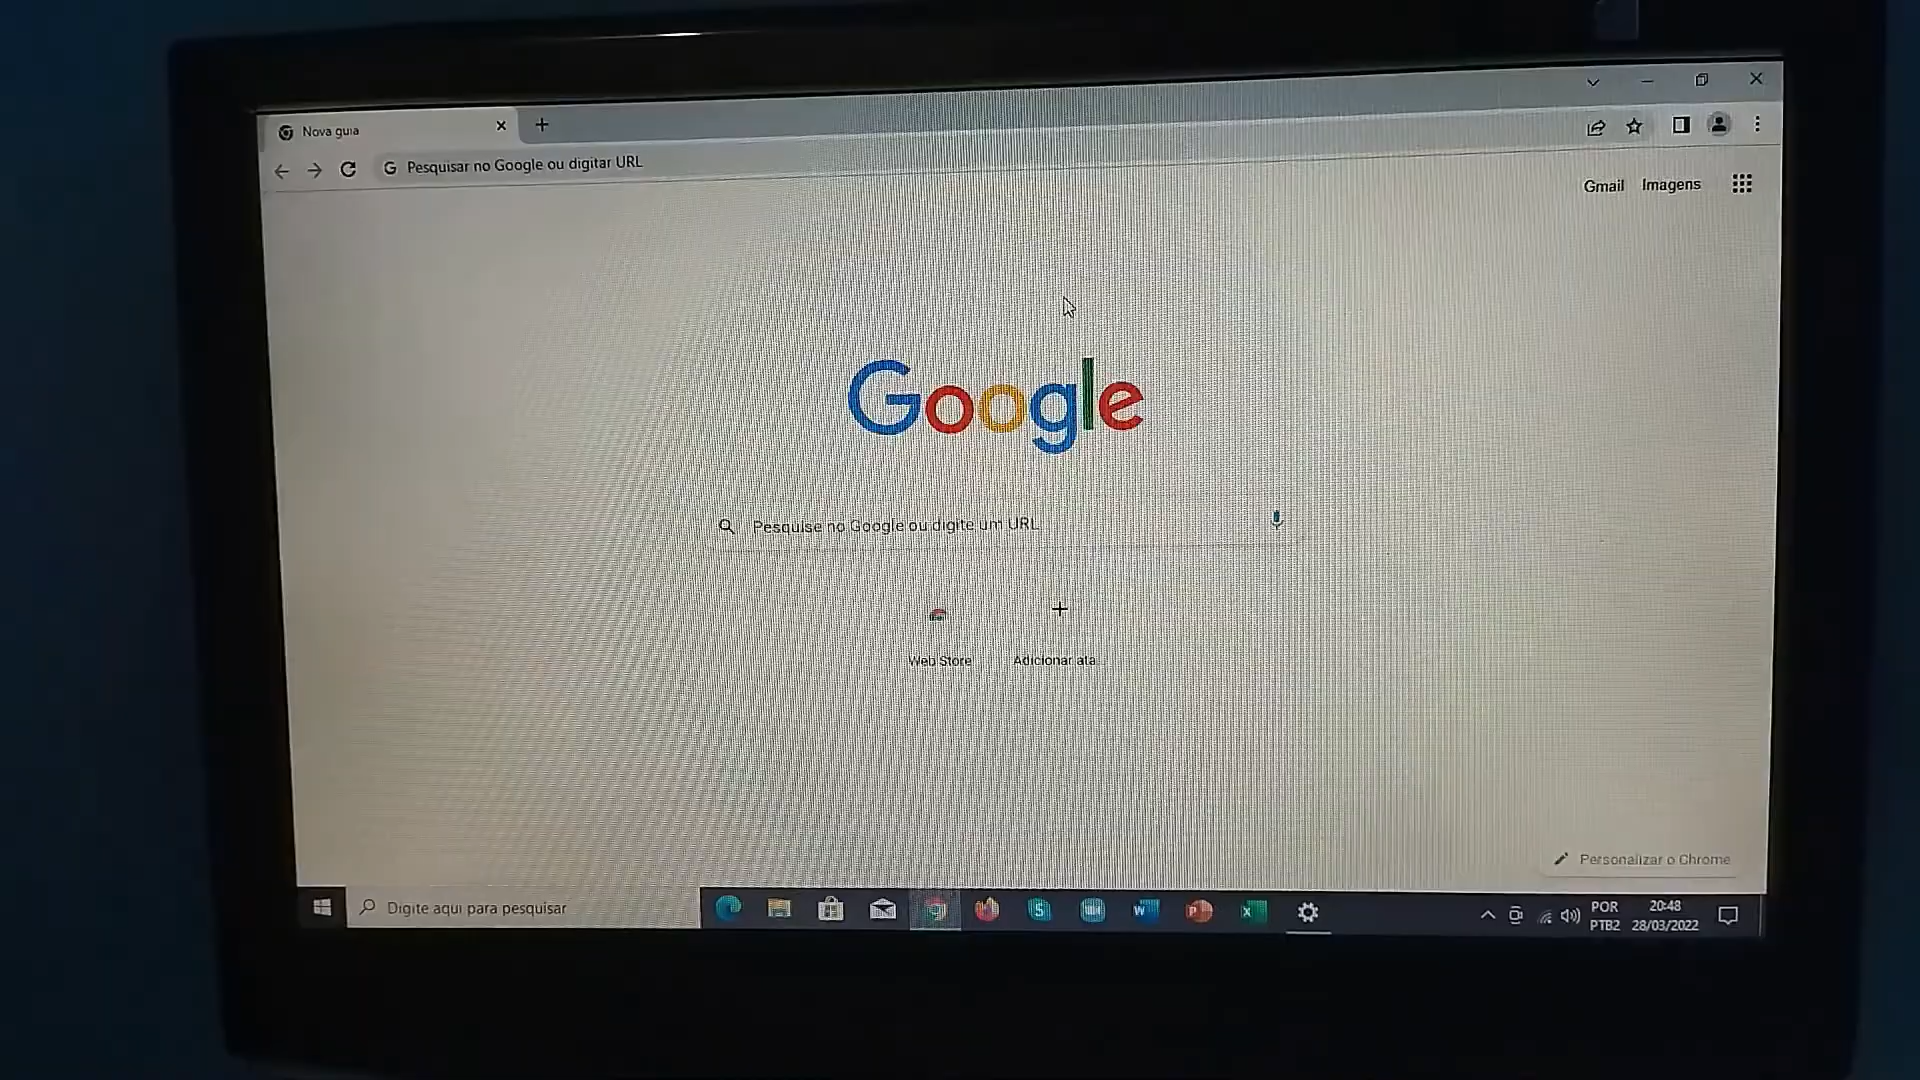 Nova guia
Pesquisar no Google ou digitar URL
Gmail Imagens
Google
Pesquise no Google ou digite um URL
Web Store Adicionar ata...
Personalizar o Chrome
Digite aqui para pesquisar
POR 20:48
PTB2 28/03/2022